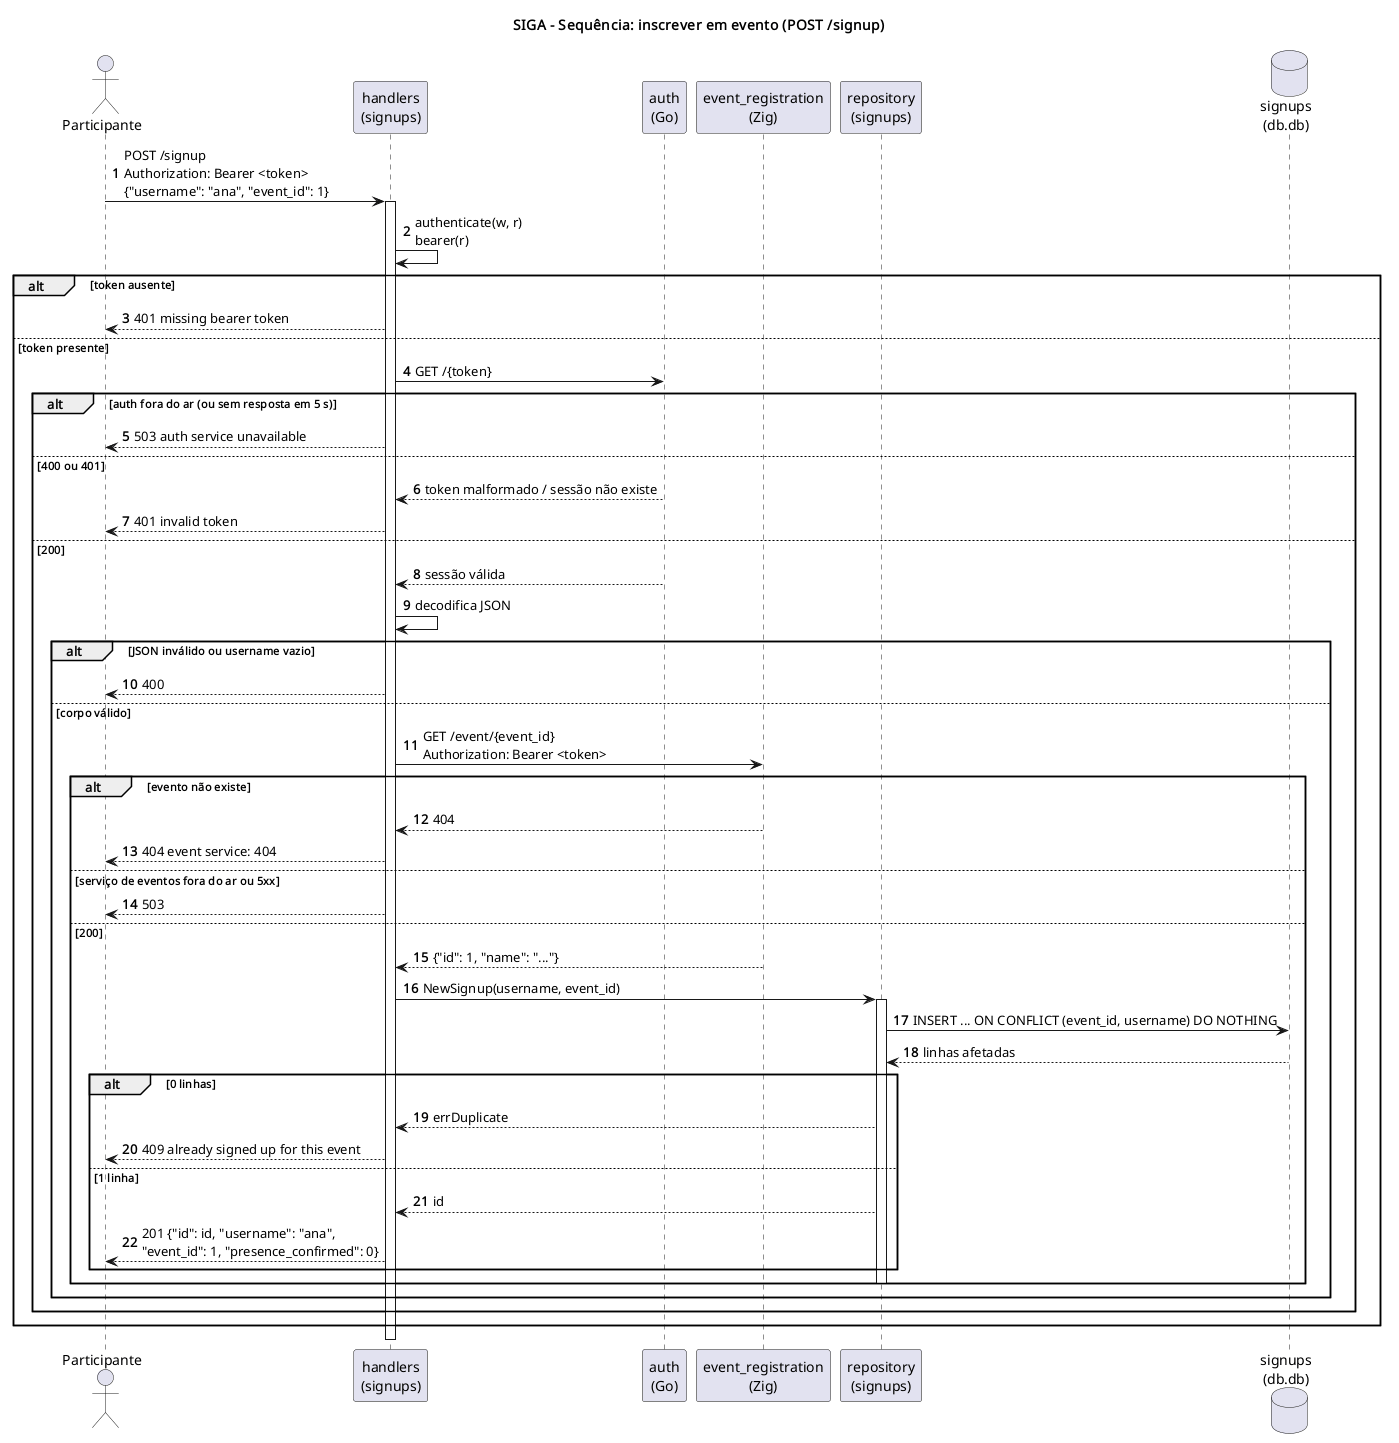 SIGA - Sequência: inscrever em evento (POST /signup)
Participante
handlers
(signups)
auth
(Go)
event_registration
(Zig)
repository
(signups)
signups
(db.db)
1 POST /signup
Authorization: Bearer <token>
{"username": "ana", "event_id": 1}
2 authenticate(w, r)
bearer(r)
alt [token ausente]
3 401 missing bearer token
[token presente]
4 GET /{token}
alt [auth fora do ar (ou sem resposta em 5 s)]
5 503 auth service unavailable
[400 ou 401]
6 token malformado / sessão não existe
7 401 invalid token
[200]
8 sessão válida
9 decodifica JSON
alt [JSON inválido ou username vazio]
10 400
[corpo válido]
11 GET /event/{event_id}
Authorization: Bearer <token>
alt [evento não existe]
12 404
13 404 event service: 404
[serviço de eventos fora do ar ou 5xx]
14 503
[200]
15 {"id": 1, "name": "..."}
16 NewSignup(username, event_id)
17 INSERT ... ON CONFLICT (event_id, username) DO NOTHING
18 linhas afetadas
alt [0 linhas]
19 errDuplicate
20 409 already signed up for this event
[1 linha]
21 id
22 201 {"id": id, "username": "ana",
"event_id": 1, "presence_confirmed": 0}
Participante
handlers
(signups)
auth
(Go)
event_registration
(Zig)
repository
(signups)
signups
(db.db)